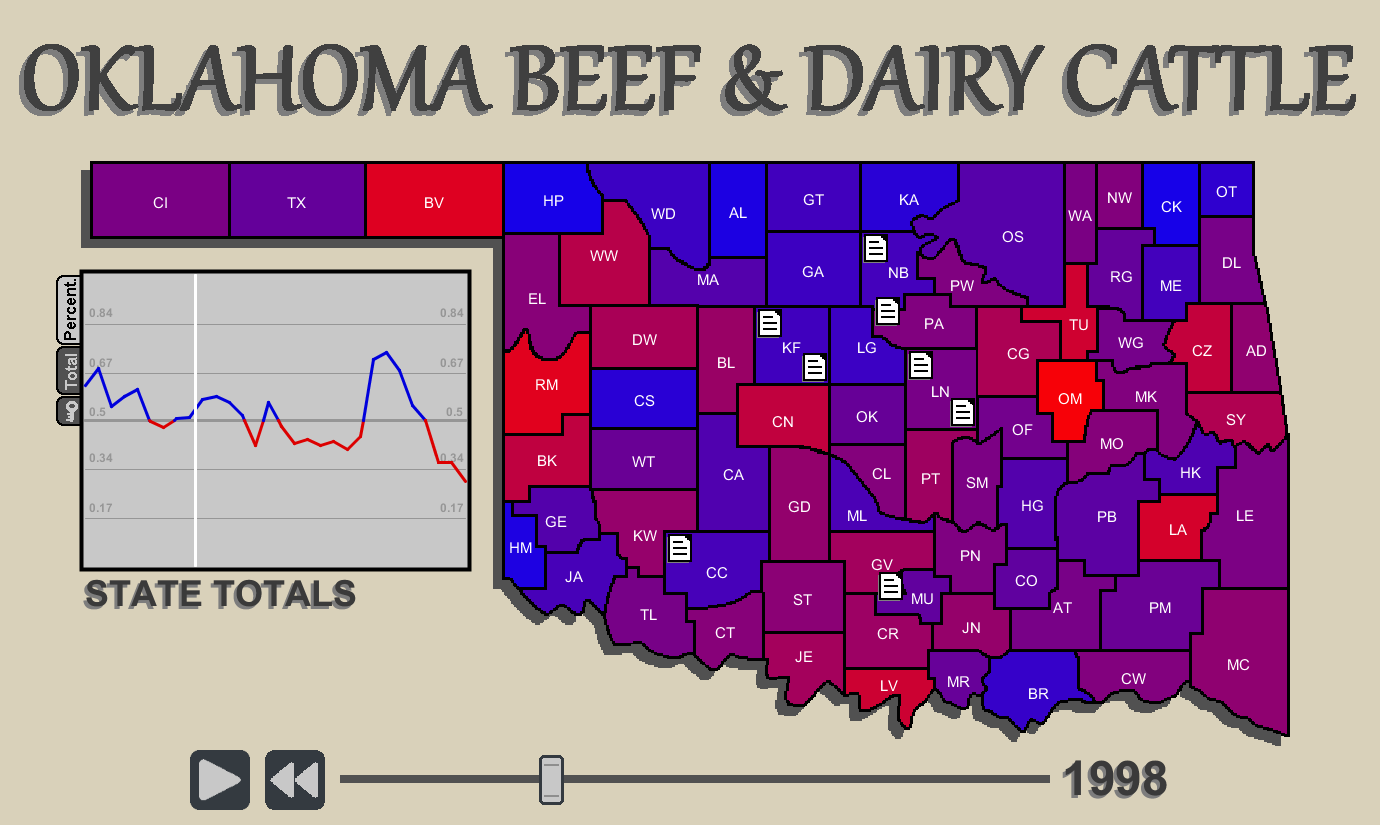 OKLAHOMA BEEF & DAIRY CATTLE
CI TX BV HP WD AL GT KA OS WA NW CK OT
WW MA GA NB PW RG ME DL
EL DW BL KF LG PA CG TU WG CZ AD
RM CS CN OK LN OM MK SY
BK WT CA CL PT SM OF MO HK
GE KW GD ML HG PB LA LE
HM JA CC GV PN CO
TL CT ST MU CR JN AT PM
JE LV MR BR CW MC
Percent.
Total
0.84 0.84
0.67 0.67
0.5 0.5
0.34 0.34
0.17 0.17
STATE TOTALS
1998